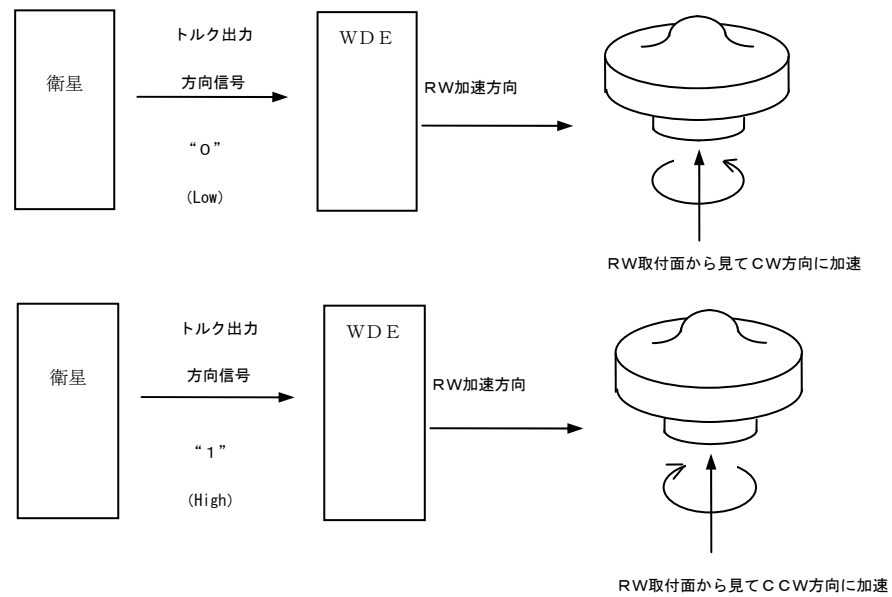 トルク出力
WDE
衛星
方向信号
RW加速方向
“0”
(Low)
RW取付面から見てCW方向に加速
トルク出力
WDE
衛星
方向信号
RW加速方向
“1”
(High)
RW取付面から見てCCW方向に加速